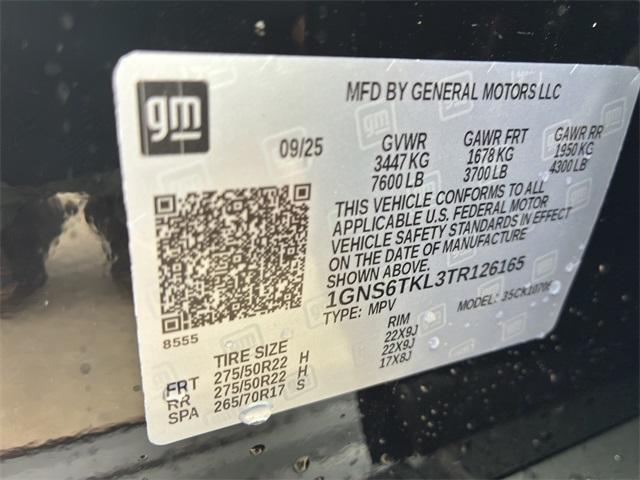 gm
MFD BY GENERAL MOTORS LLC
09/25 GVWR GAWR FRT GAWR RR
3447 KG 1678 KG 1950 KG
7600 LB 3700 LB 4300 LB
THIS VEHICLE CONFORMS TO ALL
APPLICABLE U.S. FEDERAL MOTOR
VEHICLE SAFETY STANDARDS IN EFFECT
ON THE DATE OF MANUFACTURE
SHOWN ABOVE.
1GNS6TKL3TR126165
TYPE: MPV MODEL:
8555
TIRE SIZE RIM
FRT 275/50R22 H 22X9J
RR 275/50R22 H 22X9J
SPA 265/70R17 S 17X8J